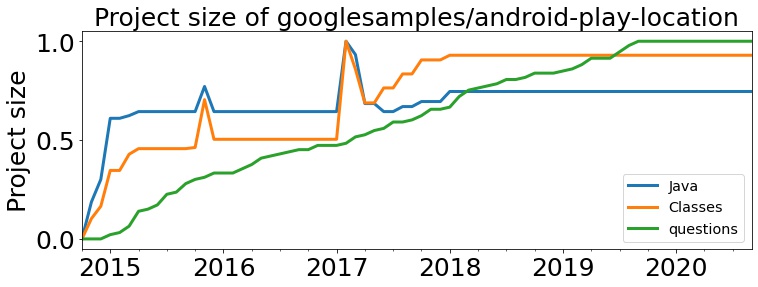 Project size of googlesamples/android-play-location
Project size
1.0
0.5
0.0
Java
Classes
questions
2015 2016 2017 2018 2019 2020